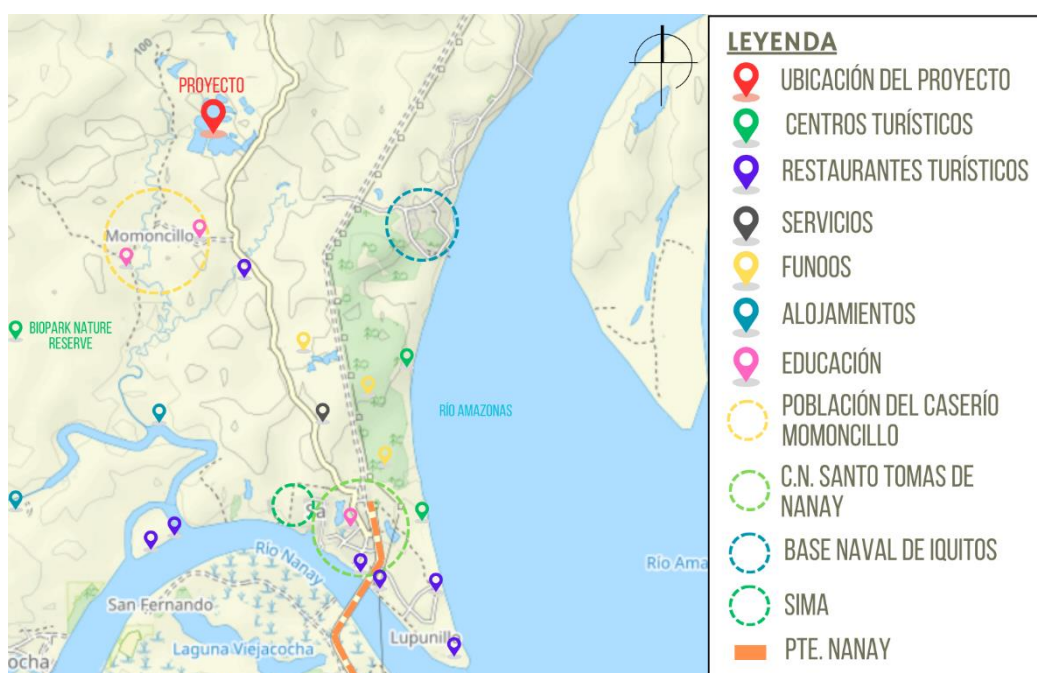 100
PROYECTO
Momoncillo
BIOPARK NATURE
RESERVE
RÍO AMAZONAS
Sa
Río Nanay
Río Ama
San Fernando
Lupunillo
Laguna Viejacocha
ocha
LEYENDA
UBICACIÓN DEL PROYECTO
CENTROS TURÍSTICOS
RESTAURANTES TURÍSTICOS
SERVICIOS
FUNOOS
ALOJAMIENTOS
EDUCACIÓN
POBLACIÓN DEL CASERÍO
MOMONCILLO
C.N. SANTO TOMAS DE
NANAY
BASE NAVAL DE IQUITOS
SIMA
PTE. NANAY